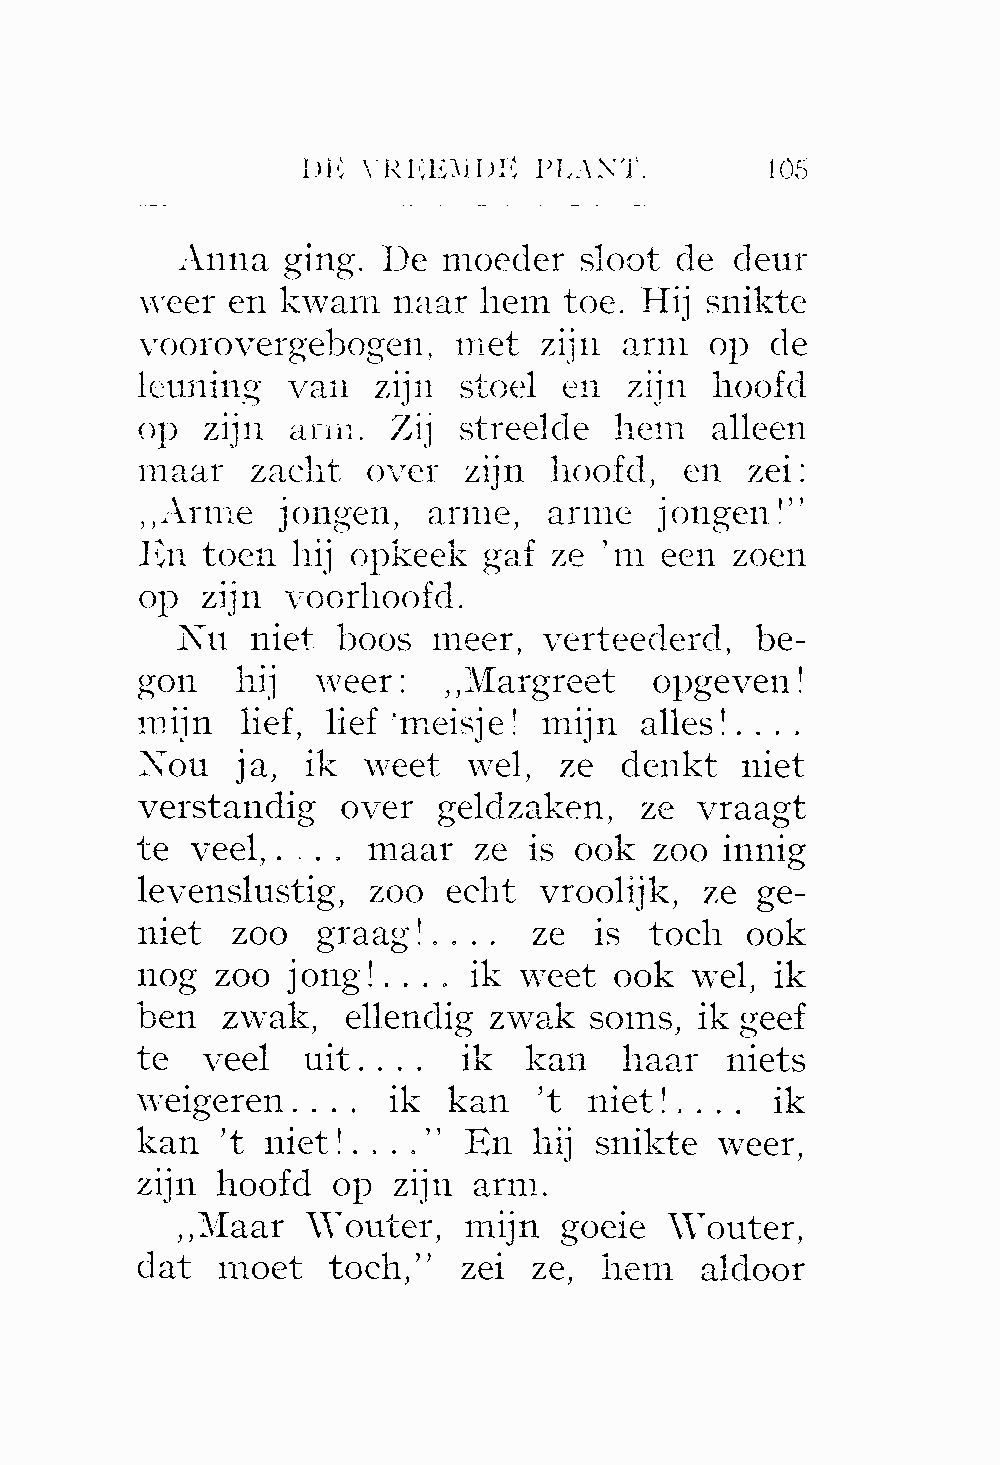 DE VREEMDE PLANT. 105
Anna ging. De moeder sloot de deur
weer en kwam naar hem toe. Hij snikte
voorovergebogen, met zijn arm op de
leuning van zijn stoel en zijn hoofd
op zijn arm. Zij streelde hem alleen
maar zacht over zijn hoofd, en zei:
,,Arme jongen, arme, arme jongen!”
En toen hij opkeek gaf ze ’m een zoen
op zijn voorhoofd.
Nu niet boos meer, verteederd, be-
gon hij weer: ,,Margreet opgeven!
mijn lief, lief meisje! mijn alles!....
Nou ja, ik weet wel, ze denkt niet
verstandig over geldzaken, ze vraagt
te veel,.... maar ze is ook zoo innig
levenslustig, zoo echt vroolijk, ze ge-
niet zoo graag!.... ze is toch ook
nog zoo jong!.... ik weet ook wel, ik
ben zwak, ellendig zwak soms, ik geef
te veel uit.... ik kan haar niets
weigeren.... ik kan ’t niet!.... ik
kan ’t niet!....” En hij snikte weer,
zijn hoofd op zijn arm.
,,Maar Wouter, mijn goeie Wouter,
dat moet toch,” zei ze, hem aldoor